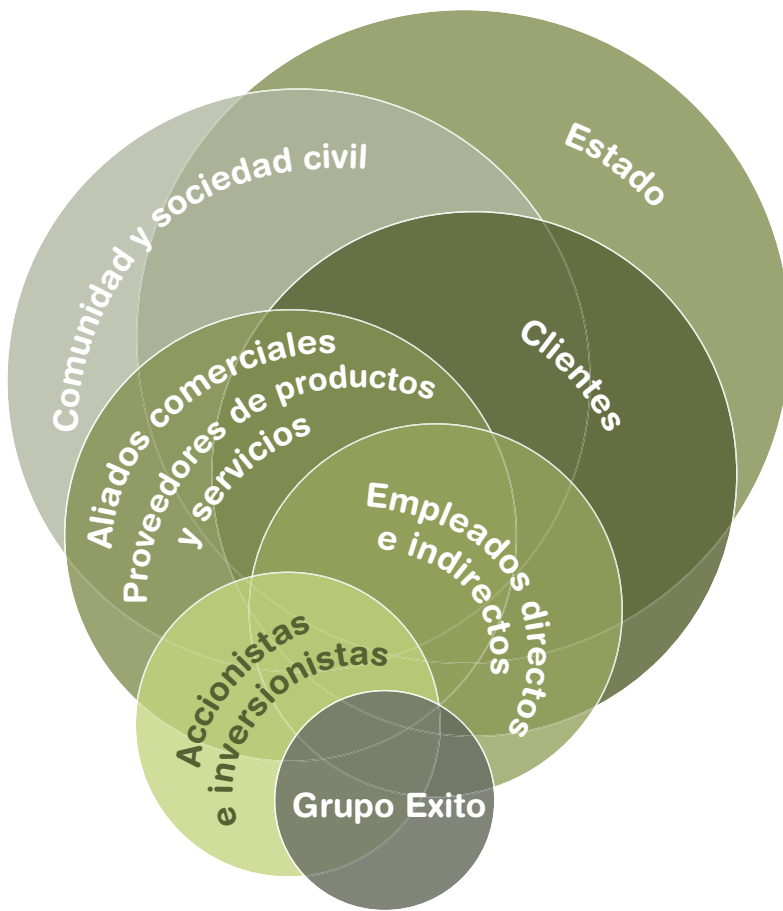 Estado
Comunidad y sociedad civil
Clientes
Aliados comerciales
Proveedores de productos
y servicios
Empleados directos
e indirectos
Accionistas
e inversionistas
Grupo Exito